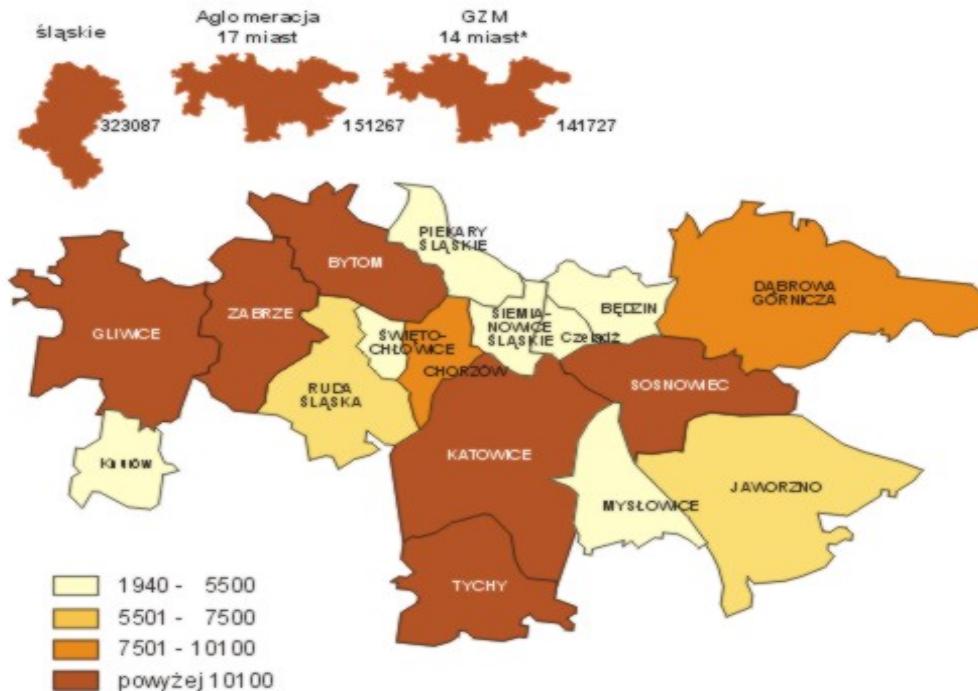 śląskie
Aglomeracja
17 miast
GZM
14 miast*
323087
151267
141727
PIEKARY
ŚLĄSKIE
BYTOM
DĄBROWA
GÓRNICZA
BĘDZIN
GLIWICE
ZABRZE
ŚWIĘTO-
CHŁOWICE
SIEMIA-
NOWICE
ŚLĄSKIE
Czeladź
CHORZÓW
RUDA
ŚLĄSKA
SOSNOWIEC
KATOWICE
JAWORZNO
MYSŁOWICE
TYCHY
1940 - 5500
5501 - 7500
7501 - 10100
powyżej 10100